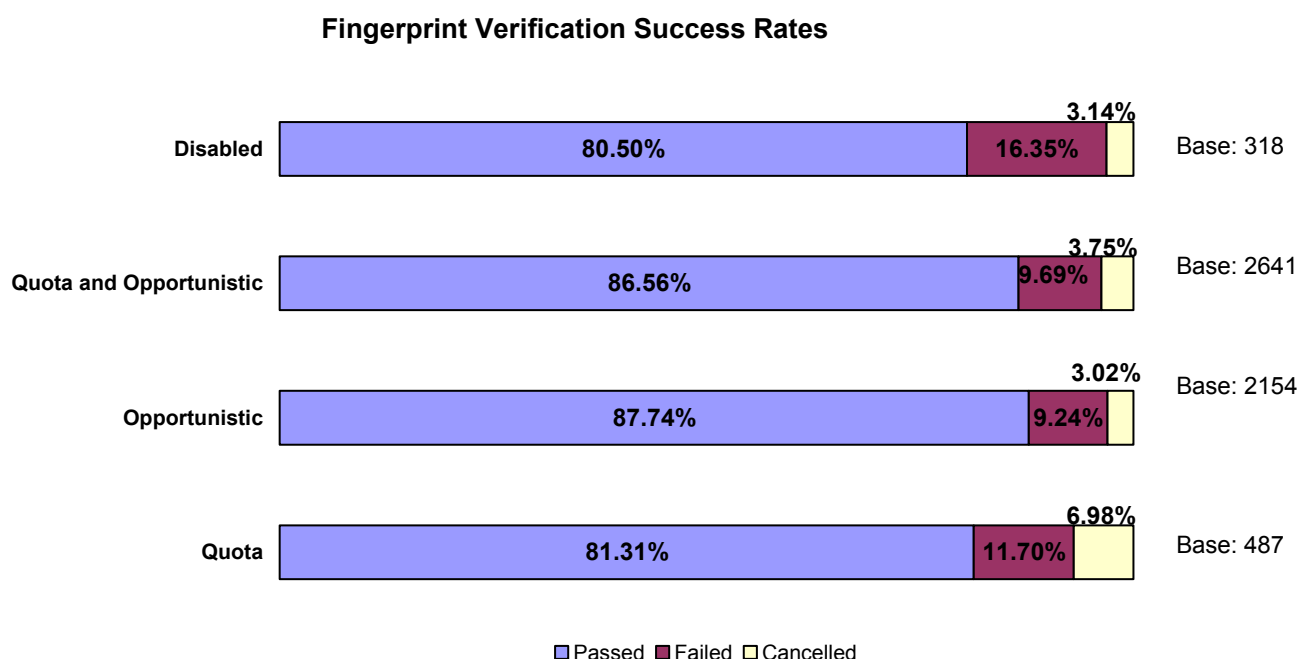 Fingerprint Verification Success Rates
3.14%
Disabled 80.50% 16.35% Base: 318
3.75%
Quota and Opportunistic 86.56% 9.69% Base: 2641
3.02%
Opportunistic 87.74% 9.24% Base: 2154
6.98%
Quota 81.31% 11.70% Base: 487
Passed Failed Cancelled